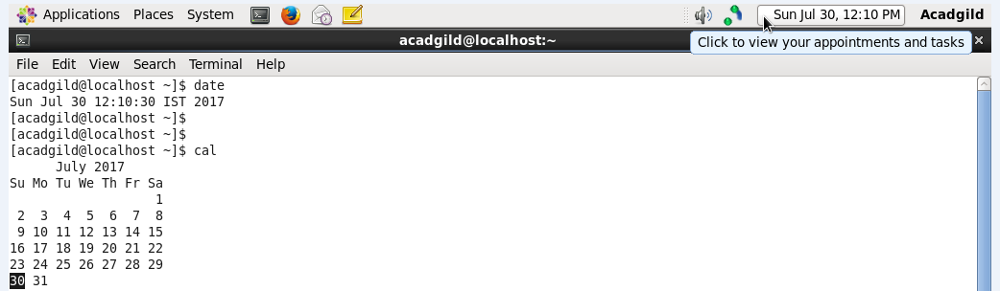 Applications Places System Sun Jul 30, 12:10 PM Acadgild
acadgild@localhost:~
Click to view your appointments and tasks
File Edit View Search Terminal Help
[acadgild@localhost ~]$ date
Sun Jul 30 12:10:30 IST 2017
[acadgild@localhost ~]$
[acadgild@localhost ~]$
[acadgild@localhost ~]$ cal
      July 2017
Su Mo Tu We Th Fr Sa
                   1
 2  3  4  5  6  7  8
 9 10 11 12 13 14 15
16 17 18 19 20 21 22
23 24 25 26 27 28 29
30 31